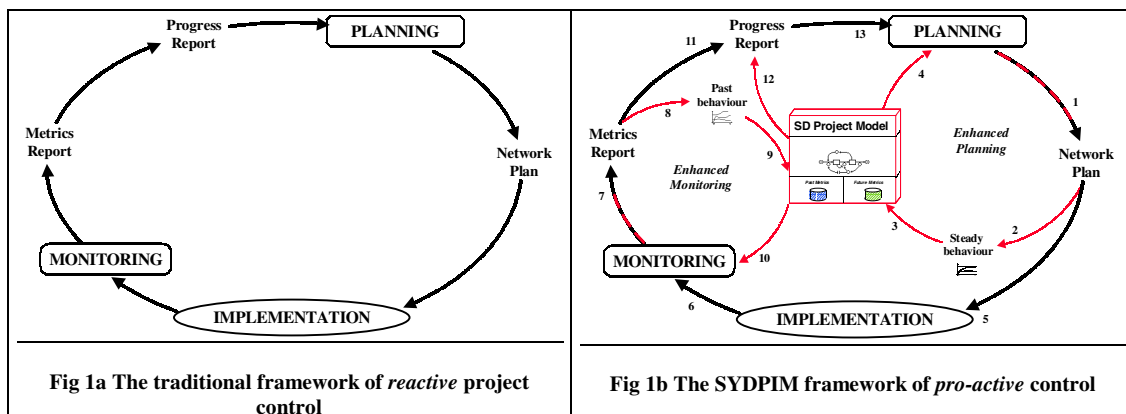 Progress
Report
PLANNING
Metrics
Report
Network
Plan
MONITORING
IMPLEMENTATION
Fig 1a The traditional framework of reactive project
control
11
Progress
Report
13
PLANNING
12
4
1
Past
behaviour
8
SD Project Model
Enhanced
Planning
Metrics
Report
9
Enhanced
Monitoring
Network
Plan
Past Metrics
Future Metrics
7
3
2
Steady
behaviour
MONITORING
10
6
IMPLEMENTATION
5
Fig 1b The SYDPIM framework of pro-active control